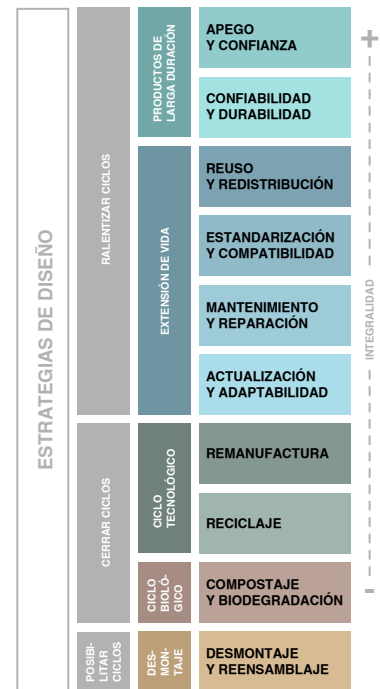 ESTRATEGIAS DE DISEÑO
RALENTIZAR CICLOS
PRODUCTOS DE
LARGA DURACIÓN
APEGO
Y CONFIANZA
CONFIABILIDAD
Y DURABILIDAD
EXTENSIÓN DE VIDA
REUSO
Y REDISTRIBUCIÓN
ESTANDARIZACIÓN
Y COMPATIBILIDAD
MANTENIMIENTO
Y REPARACIÓN
ACTUALIZACIÓN
Y ADAPTABILIDAD
CERRAR CICLOS
CICLO
TECNOLÓGICO
REMANUFACTURA
RECICLAJE
CICLO
BIOLÓ-
GICO
COMPOSTAJE
Y BIODEGRADACIÓN
POSIBI-
LITAR
CICLOS
DES-
MON-
TAJE
DESMONTAJE
Y REENSAMBLAJE
+
INTEGRALIDAD
-